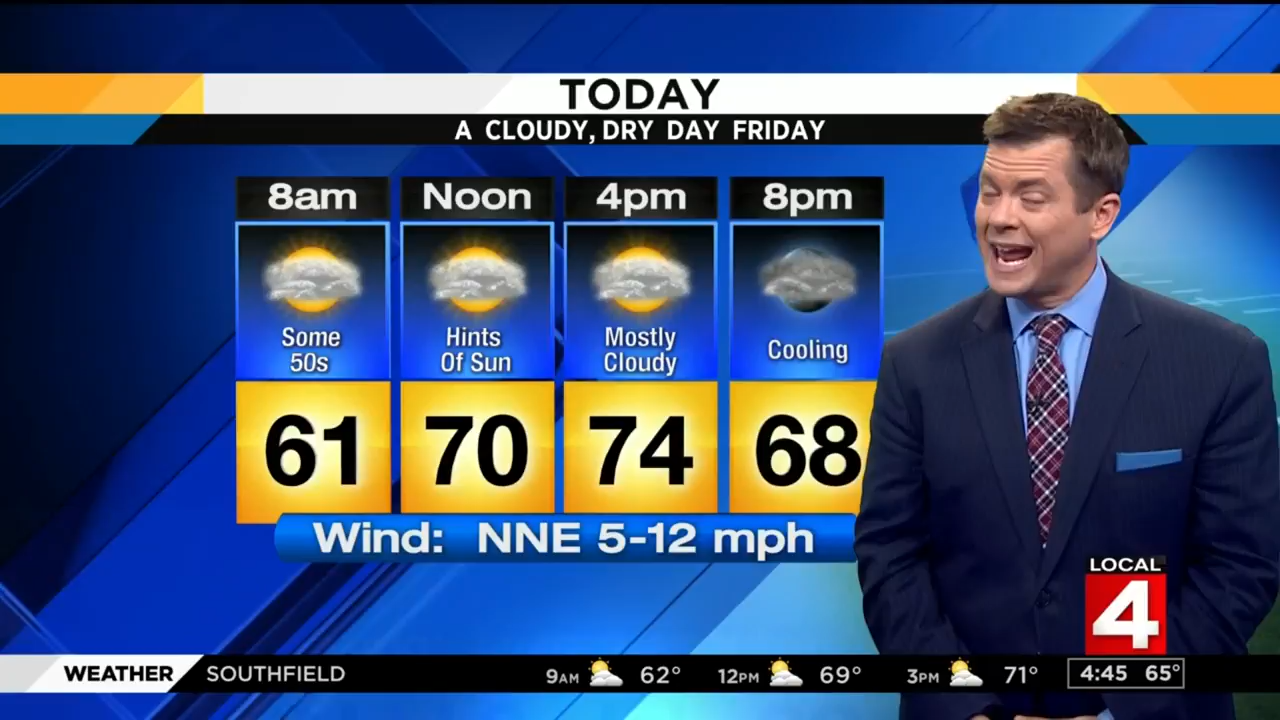 TODAY
A CLOUDY, DRY DAY FRIDAY
8am
Noon
4pm
8pm
Some
50s
Hints
Of Sun
Mostly
Cloudy
Cooling
61
70
74
68
Wind: NNE 5-12 mph
LOCAL
4
WEATHER SOUTHFIELD 9AM 62° 12PM 69° 3PM 71° 4:45 65°